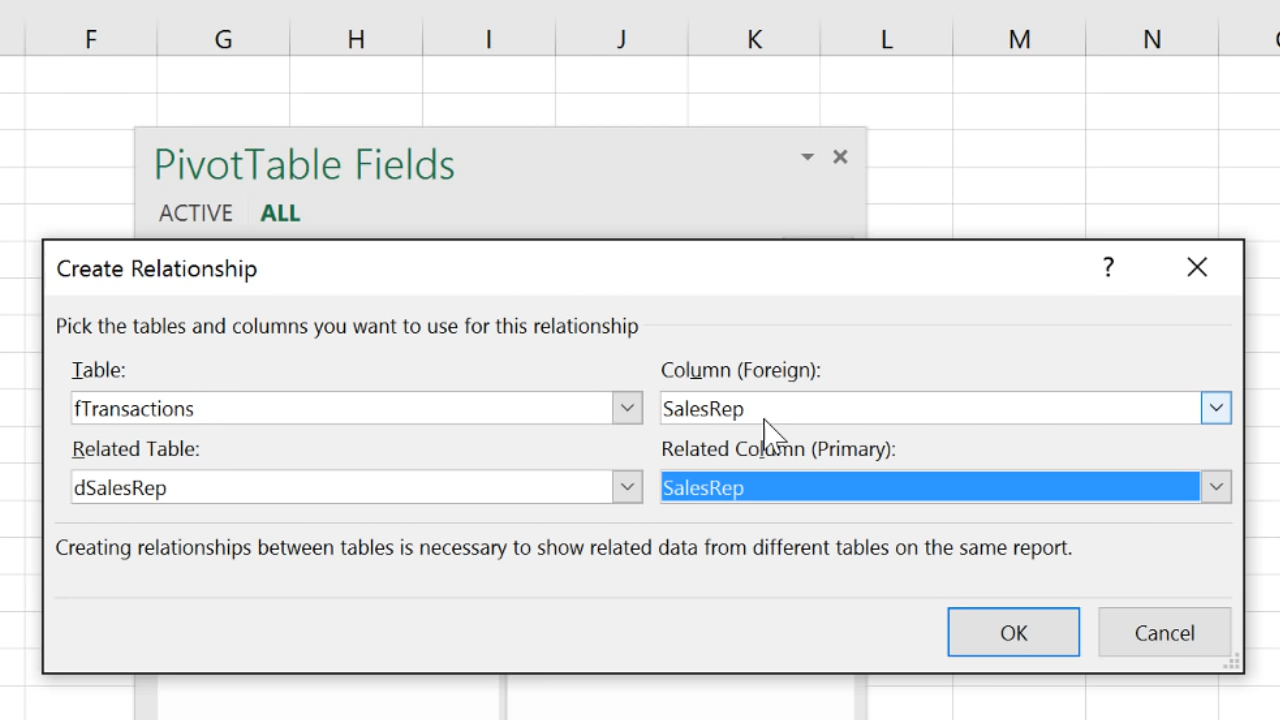 F G H I J K L M N
PivotTable Fields
ACTIVE ALL
Create Relationship ?
Pick the tables and columns you want to use for this relationship
Table: Column (Foreign):
fTransactions SalesRep
Related Table: Related Column (Primary):
dSalesRep SalesRep
Creating relationships between tables is necessary to show related data from different tables on the same report.
OK Cancel